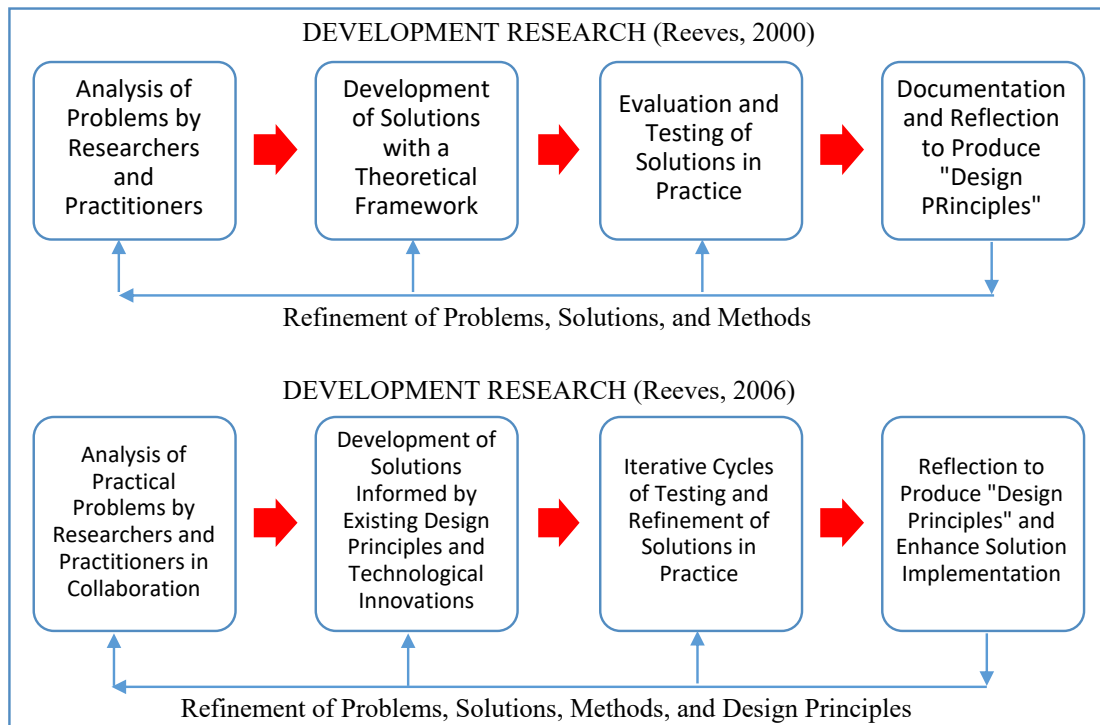 DEVELOPMENT RESEARCH (Reeves, 2000)
Analysis of
Problems by
Researchers
and
Practitioners
Development
of Solutions
with a
Theoretical
Framework
Evaluation and
Testing of
Solutions in
Practice
Documentation
and Reflection
to Produce
"Design
PRinciples"
Refinement of Problems, Solutions, and Methods
DEVELOPMENT RESEARCH (Reeves, 2006)
Analysis of
Practical
Problems by
Researchers and
Practitioners in
Collaboration
Development of
Solutions
Informed by
Existing Design
Principles and
Technological
Innovations
Iterative Cycles
of Testing and
Refinement of
Solutions in
Practice
Reflection to
Produce "Design
Principles" and
Enhance Solution
Implementation
Refinement of Problems, Solutions, Methods, and Design Principles